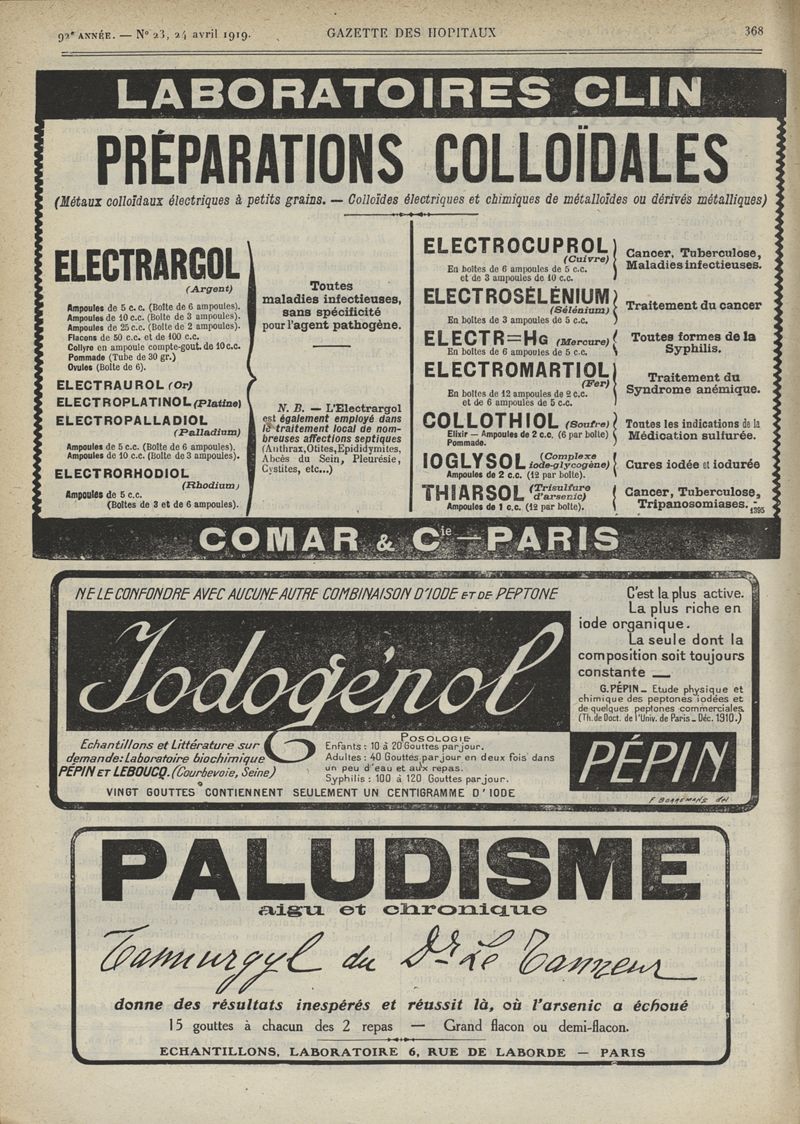 92e ANNÉE. — No 23, 24 avril 1919.
GAZETTE DES HOPITAUX
368
LABORATOIRES CLIN
PRÉPARATIONS COLLOÏDALES
(Métaux colloïdaux électriques à petits grains. — Colloïdes électriques et chimiques de métalloïdes ou dérivés métalliques)
ELECTRARGOL
(Argent)
Ampoules de 5 c.c. (Boîte de 6 ampoules).
Ampoules de 10 c.c. (Boîte de 3 ampoules).
Ampoules de 25 c.c. (Boîte de 2 ampoules).
Flacons de 50 c.c. et de 100 c.c.
Collyre en ampoule compte-gout. de 10 c.c.
Pommade (Tube de 30 gr.)
Ovules (Boîte de 6).
ELECTRAUROL (Or)
ELECTROPLATINOL (Platine)
ELECTROPALLADIOL
(Palladium)
Ampoules de 5 c.c. (Boîte de 6 ampoules).
Ampoules de 10 c.c. (Boîte de 3 ampoules).
ELECTRORHODIOL
(Rhodium)
Ampoules de 5 c.c.
(Boîtes de 3 et de 6 ampoules).
Toutes
maladies infectieuses,
sans spécificité
pour l'agent pathogène.
N. B. — L'Electrargol
est également employé dans
le traitement local de nom-
breuses affections septiques
(Anthrax, Otites, Epididymites,
Abcès du Sein, Pleurésie,
Cystites, etc...)
ELECTROCUPROL
(Cuivre)
En boîtes de 6 ampoules de 5 c.c.
et de 3 ampoules de 10 c.c.
Cancer, Tuberculose,
Maladies infectieuses.
ELECTROSÉLÉNIUM
(Sélénium)
En boîtes de 3 ampoules de 5 c.c.
Traitement du cancer
ELECTR=Hg (Mercure)
En boîtes de 6 ampoules de 5 c.c.
Toutes formes de la
Syphilis.
ELECTROMARTIOL
(Fer)
En boîtes de 12 ampoules de 2 c.c.
et de 6 ampoules de 5 c.c.
Traitement du
Syndrome anémique.
COLLOTHIOL (Soufre)
Elixir — Ampoules de 2 c.c. (6 par boîte)
Pommade.
Toutes les indications de la
Médication sulfurée.
IOGLYSOL (Complexe
iodo-glycogène)
Ampoules de 2 c.c. (12 par boîte).
Cures iodée et iodurée
THIARSOL (Trisulfure
d'arsenic)
Ampoules de 1 c.c. (12 par boîte).
Cancer, Tuberculose,
Tripanosomiases.
1395
COMAR & Cie — PARIS
NE LE CONFONDRE AVEC AUCUNE AUTRE COMBINAISON D'IODE ET DE PEPTONE
Iodogénol
C'est la plus active.
La plus riche en
iode organique.
La seule dont la
composition soit toujours
constante —
G. PÉPIN _ Etude physique et
chimique des peptones iodées et
de quelques peptones commerciales.
(Th. de Doct. de l'Univ. de Paris _ Déc. 1910.)
PÉPIN
Echantillons et Littérature sur
demande: Laboratoire biochimique
PÉPIN ET LEBOUCQ. (Courbevoie, Seine)
POSOLOGIE
Enfants : 10 à 20 Gouttes par jour.
Adultes : 40 Gouttes par jour en deux fois dans
un peu d'eau et aux repas.
Syphilis : 100 à 120 Gouttes par jour.
VINGT GOUTTES CONTIENNENT SEULEMENT UN CENTIGRAMME D'IODE
PALUDISME
aigu et chronique
Tannurgyl du Dr Le Tanneur
donne des résultats inespérés et réussit là, où l'arsenic a échoué
15 gouttes à chacun des 2 repas — Grand flacon ou demi-flacon.
ECHANTILLONS, LABORATOIRE 6, RUE DE LABORDE — PARIS